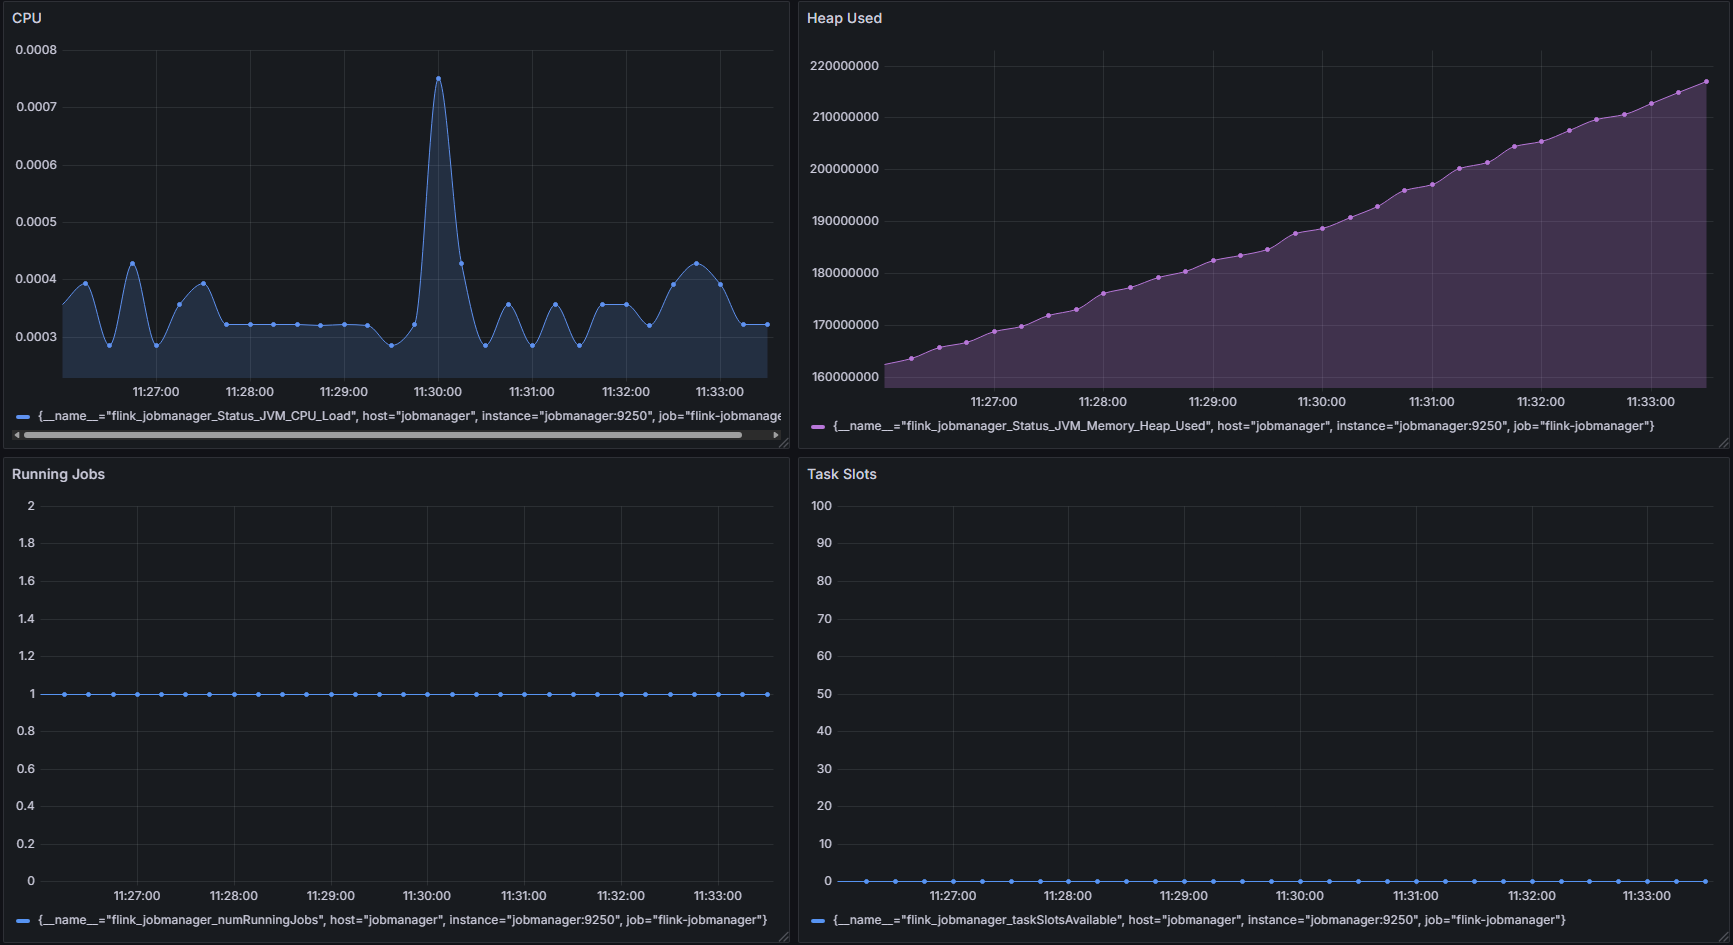 CPU
0.0008
0.0007
0.0006
0.0005
0.0004
0.0003
11:27:00 11:28:00 11:29:00 11:30:00 11:31:00 11:32:00 11:33:00
{__name__="flink_jobmanager_Status_JVM_CPU_Load", host="jobmanager", instance="jobmanager:9250", job="flink-jobmanage
Heap Used
220000000
210000000
200000000
190000000
180000000
170000000
160000000
11:27:00 11:28:00 11:29:00 11:30:00 11:31:00 11:32:00 11:33:00
{__name__="flink_jobmanager_Status_JVM_Memory_Heap_Used", host="jobmanager", instance="jobmanager:9250", job="flink-jobmanager"}
Running Jobs
2
1.8
1.6
1.4
1.2
1
0.8
0.6
0.4
0.2
0
11:27:00 11:28:00 11:29:00 11:30:00 11:31:00 11:32:00 11:33:00
{__name__="flink_jobmanager_numRunningJobs", host="jobmanager", instance="jobmanager:9250", job="flink-jobmanager"}
Task Slots
100
90
80
70
60
50
40
30
20
10
0
11:27:00 11:28:00 11:29:00 11:30:00 11:31:00 11:32:00 11:33:00
{__name__="flink_jobmanager_taskSlotsAvailable", host="jobmanager", instance="jobmanager:9250", job="flink-jobmanager"}